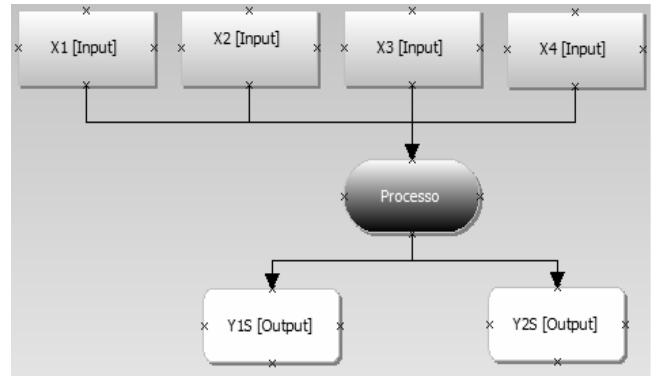 X1 [Input]
X2 [Input]
X3 [Input]
X4 [Input]
Processo
Y1S [Output]
Y2S [Output]